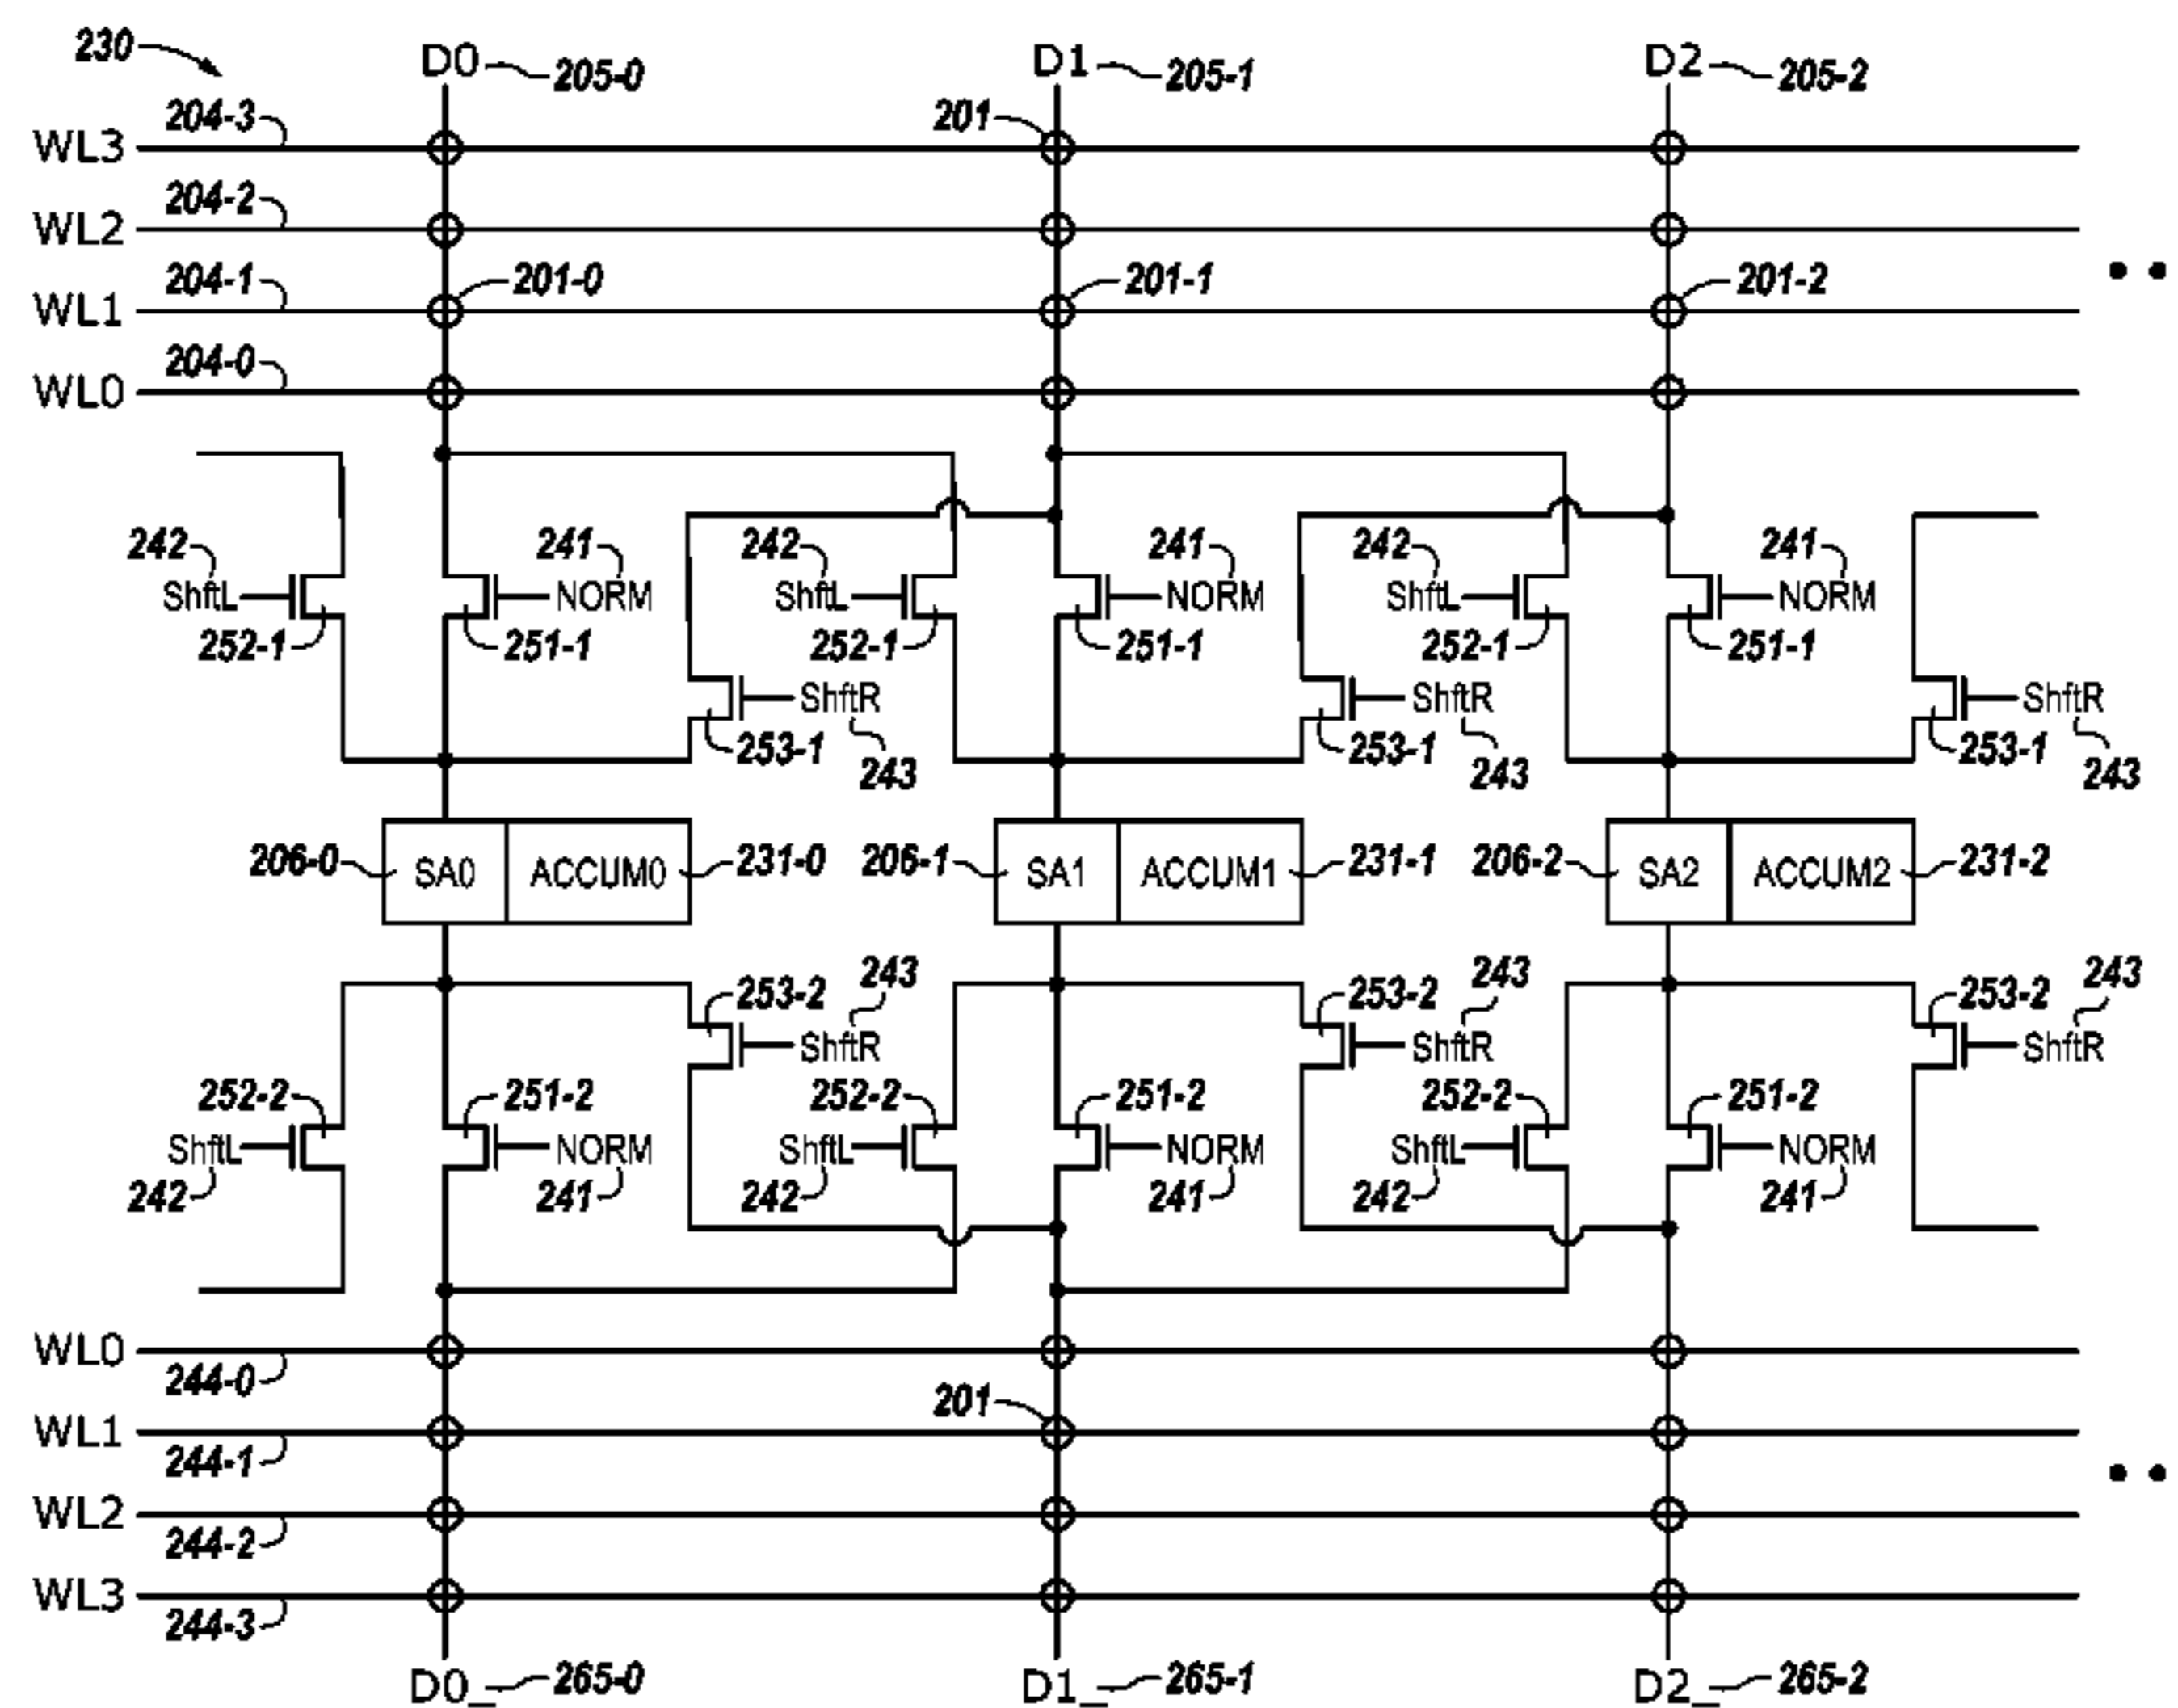 230 D0 205-0 D1 205-1 D2 205-2
204-3 201
WL3
204-2
WL2
204-1 201-0 201-1 201-2
WL1
204-0
WL0
242 241 242 241 242 241
ShftL NORM ShftL NORM ShftL NORM
252-1 251-1 252-1 251-1 252-1 251-1
ShftR ShftR ShftR
253-1 253-1 253-1
243 243 243
206-0 SA0 ACCUM0 231-0 206-1 SA1 ACCUM1 231-1 206-2 SA2 ACCUM2 231-2
243 243 243
253-2 253-2 253-2
ShftR ShftR ShftR
252-2 251-2 252-2 251-2 252-2 251-2
ShftL NORM ShftL NORM ShftL NORM
242 241 242 241 242 241
WL0
244-0
201
WL1
244-1
WL2
244-2
WL3
244-3
D0_ 265-0 D1_ 265-1 D2_ 265-2